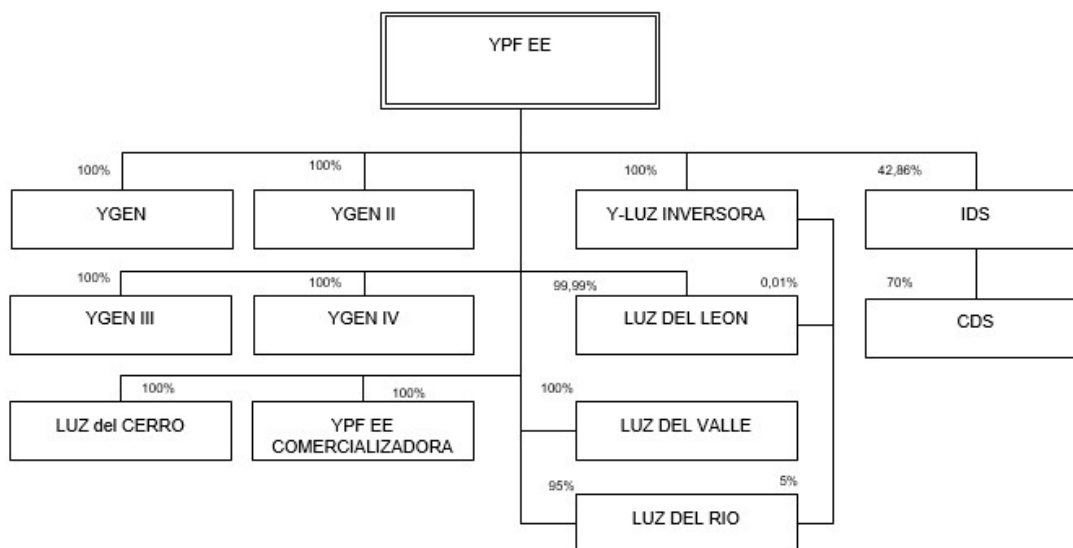 YPF EE
100%
100%
100%
42,86%
YGEN
YGEN II
Y-LUZ INVERSORA
IDS
100%
100%
99,99%
0,01%
70%
YGEN III
YGEN IV
LUZ DEL LEON
CDS
100%
100%
100%
LUZ del CERRO
YPF EE
COMERCIALIZADORA
LUZ DEL VALLE
95%
5%
LUZ DEL RIO